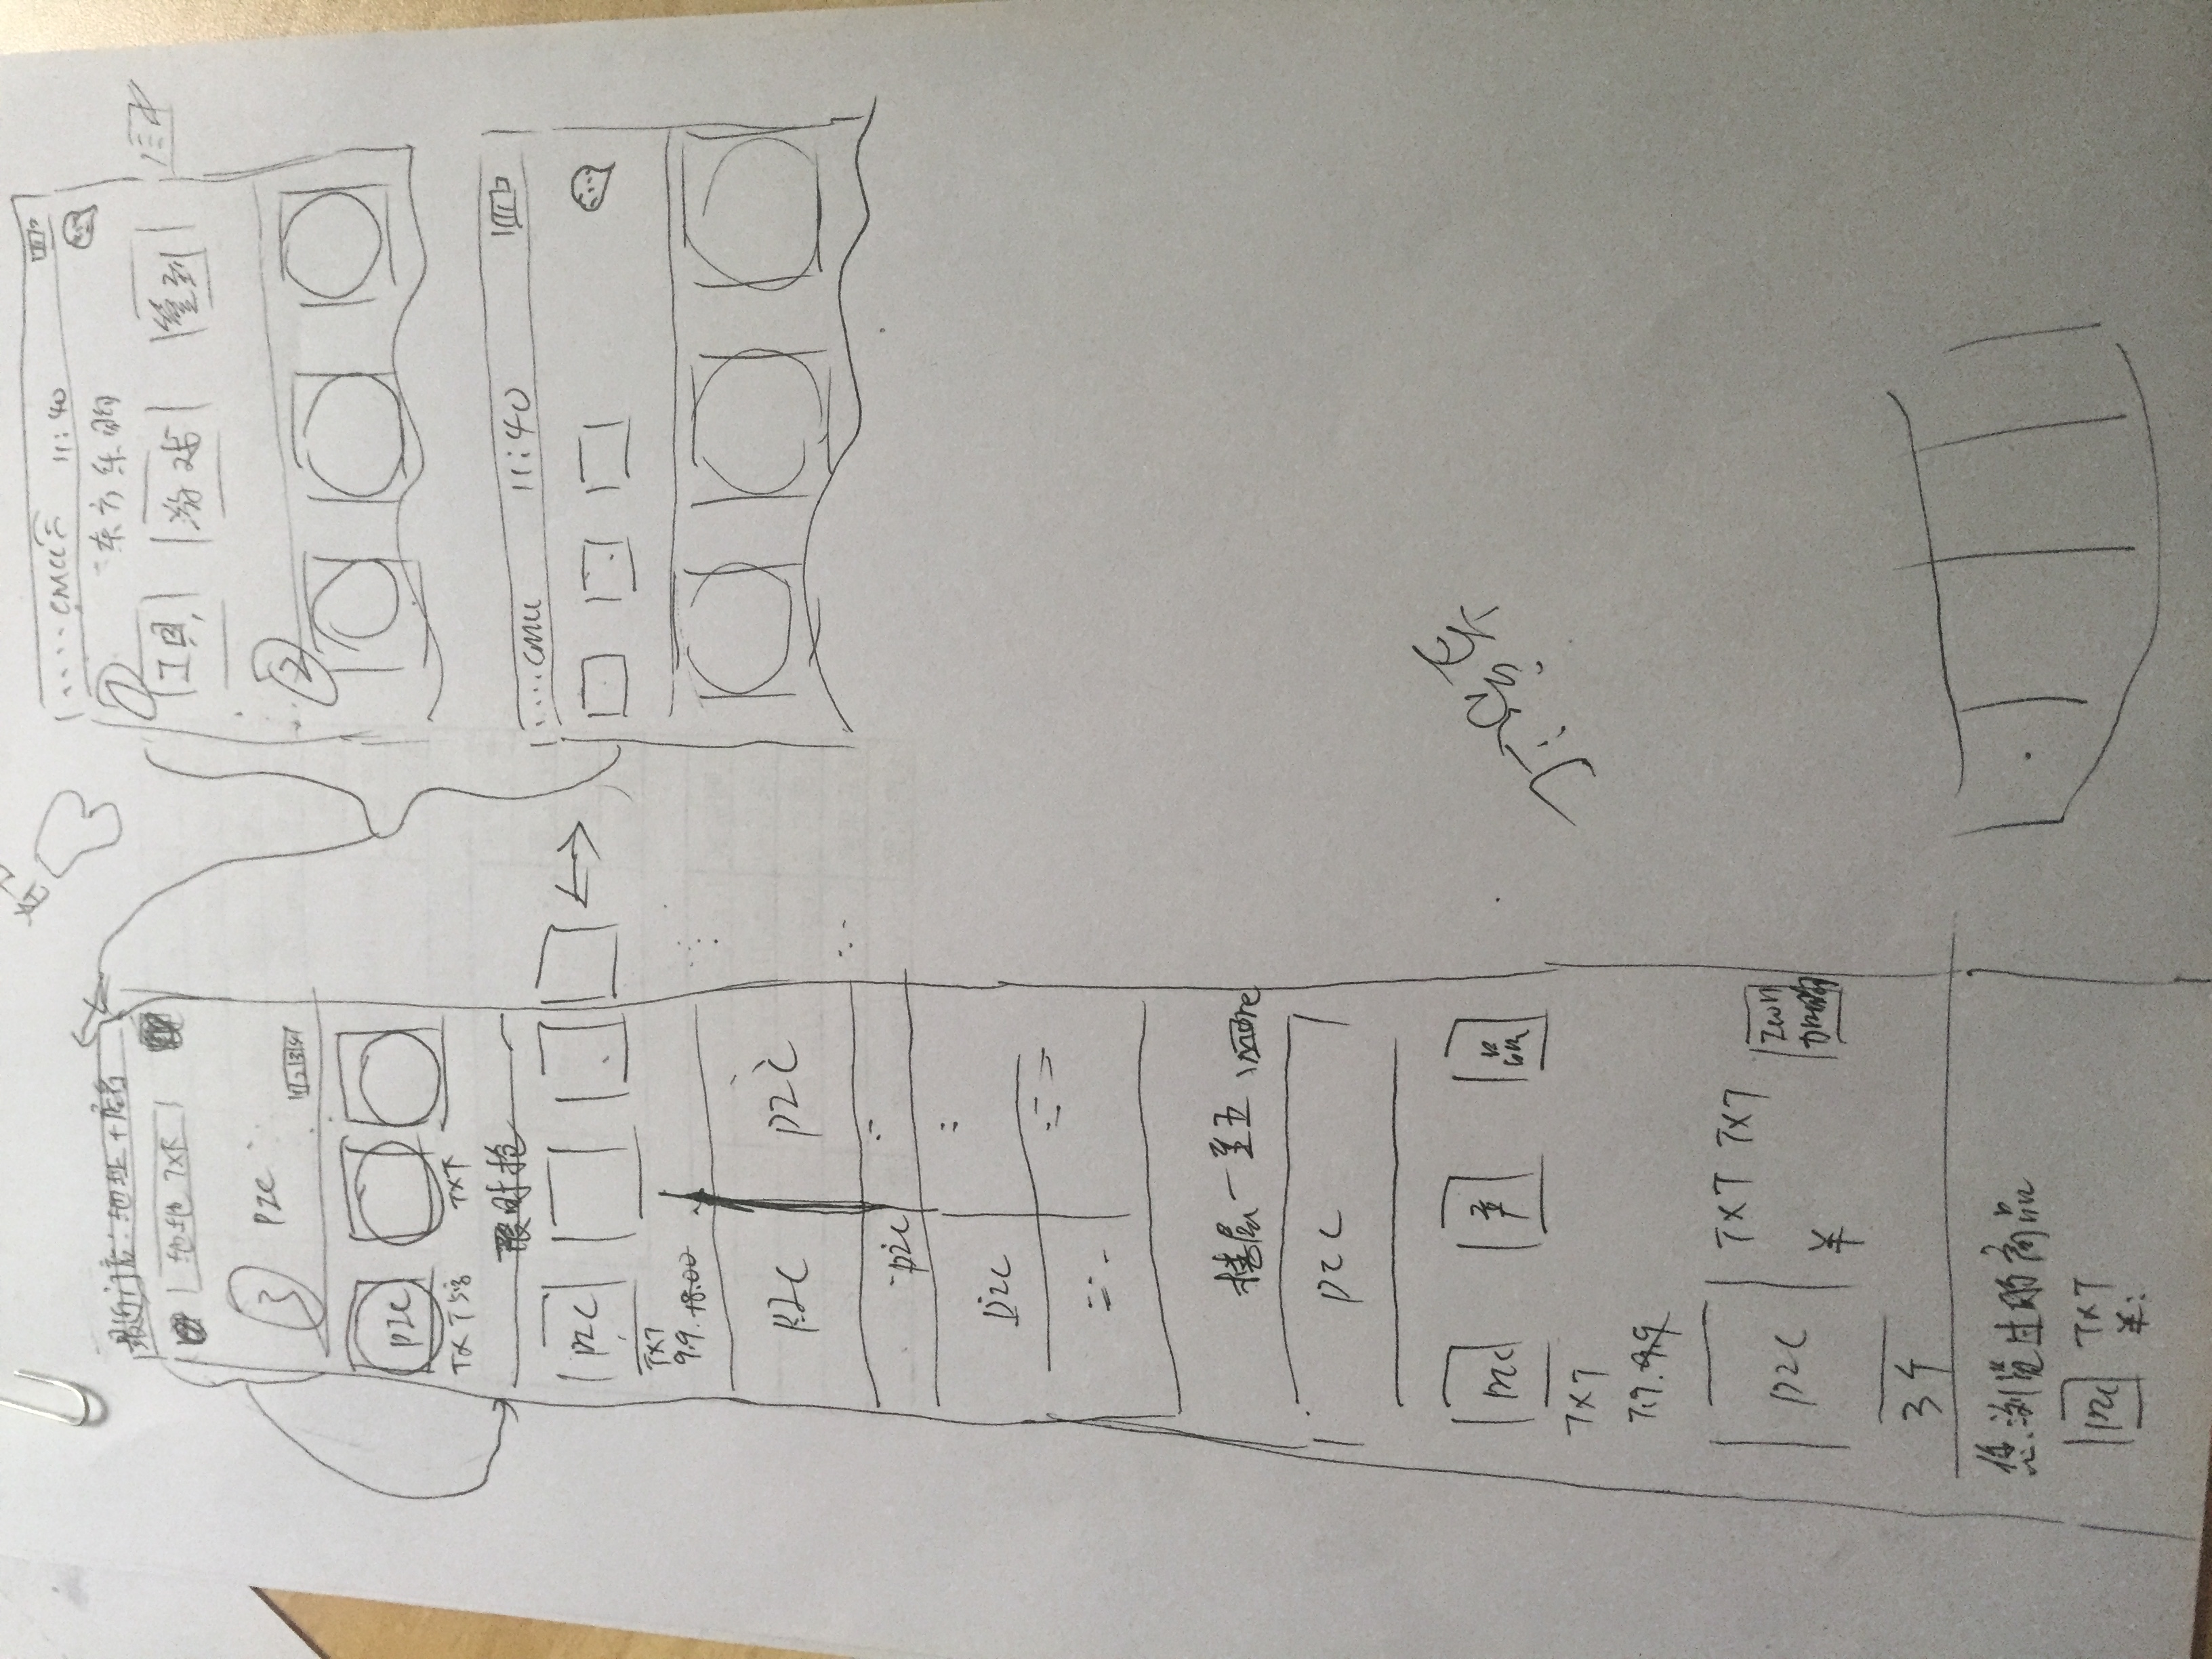 最近门店：地址+店名
地址 TXT
3
PIC
1 2 3 4
PIC
TXT 5字
TXT
限时抢
PIC
TXT
9.9 18.00
PIC
PIC
PIC
PIC
楼层一至五 more
PIC
PIC
产
品
TXT
7.9 9.9
PIC
TXT TXT
¥
Icon
加购
3个
您浏览过的商品
PIC
TXT
¥:
CMCC 11:40
1
东方乐购
工具
游戏
签到
2
CMCC 11:40